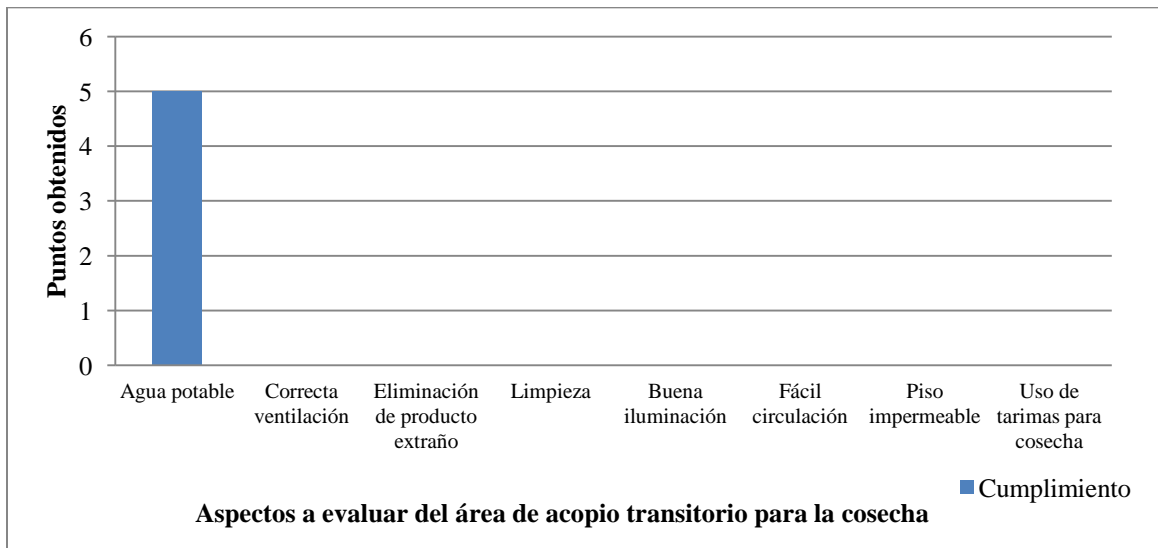 Puntos obtenidos
6
5
4
3
2
1
0
Agua potable
Correcta
ventilación
Eliminación
de producto
extraño
Limpieza
Buena
iluminación
Fácil
circulación
Piso
impermeable
Uso de
tarimas para
cosecha
Cumplimiento
Aspectos a evaluar del área de acopio transitorio para la cosecha